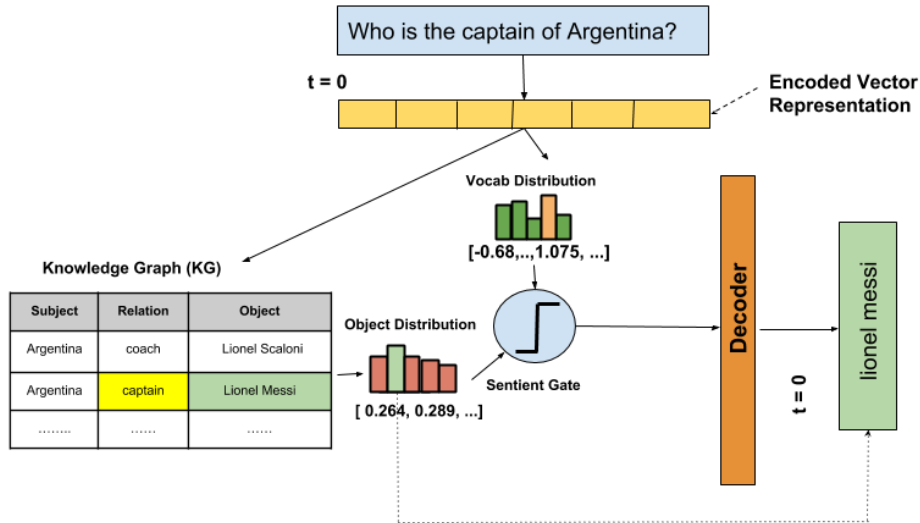 Who is the captain of Argentina?
t = 0
Encoded Vector
Representation
Vocab Distribution
[-0.68,..,1.075, ...]
Knowledge Graph (KG)
Subject Relation Object
Argentina coach Lionel Scaloni
Argentina captain Lionel Messi
…….. …… ……
Object Distribution
[ 0.264, 0.289, ...]
Sentient Gate
Decoder
t = 0
lionel messi